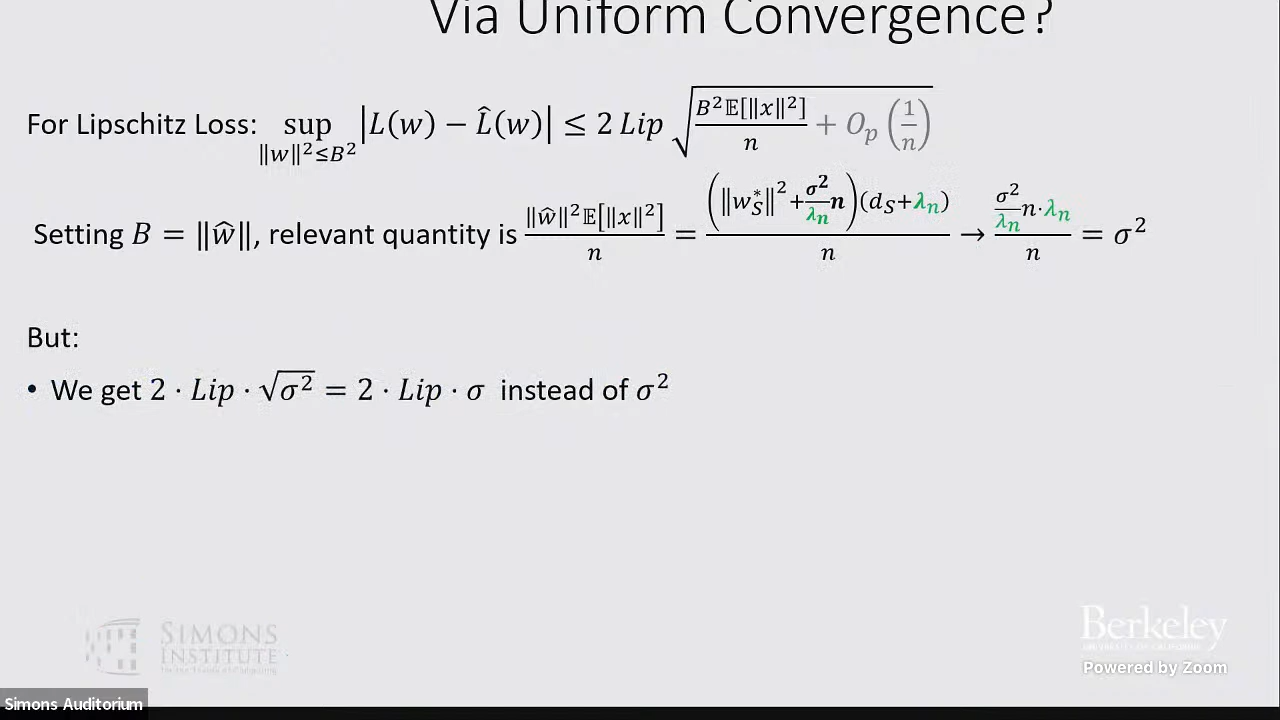 Via Uniform Convergence?
For Lipschitz Loss: sup_{‖w‖²≤B²} |L(w) − L̂(w)| ≤ 2 Lip √(B²𝔼[‖x‖²]/n + O_p(1/n))
Setting B = ‖ŵ‖, relevant quantity is ‖ŵ‖²𝔼[‖x‖²]/n = (‖w_S^*‖² + σ²/λ_n n)(d_S+λ_n)/n → σ²/λ_n n·λ_n/n = σ²
But:
• We get 2 · Lip · √σ² = 2 · Lip · σ instead of σ²
SIMONS
INSTITUTE
Berkeley
Powered by Zoom
Simons Auditorium